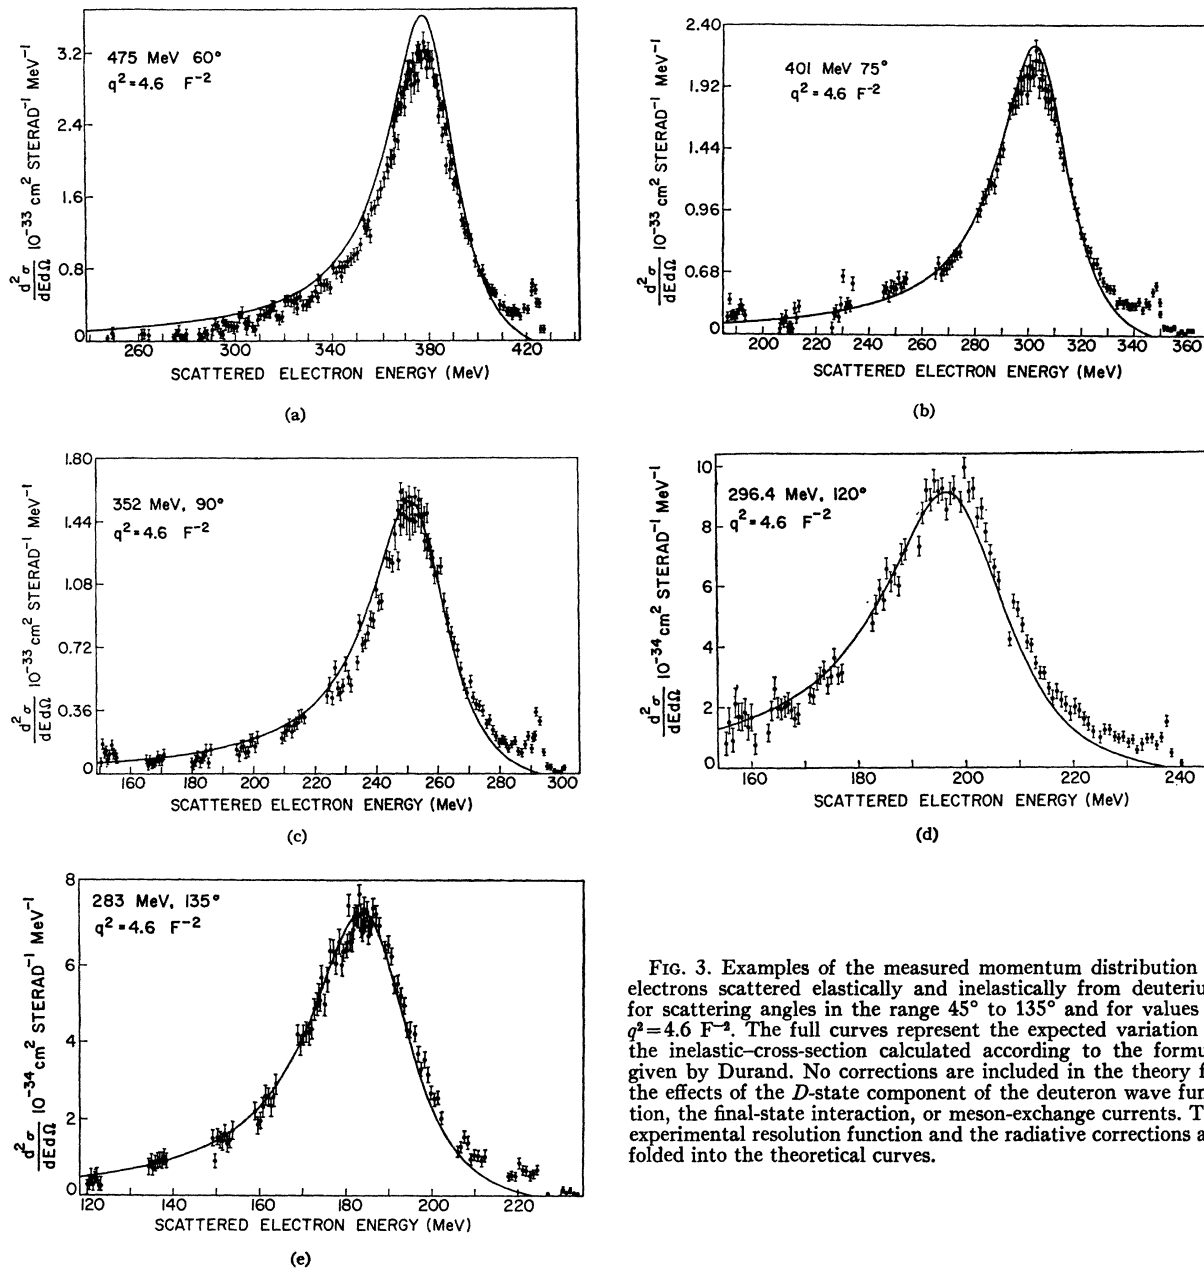 475 MeV 60°
q²=4.6 F⁻²
3.2
2.4
1.6
0.8
0
d²σ/dEdΩ 10⁻³³ cm² STERAD⁻¹ MeV⁻¹
260 300 340 380 420
SCATTERED ELECTRON ENERGY (MeV)
(a)
401 MeV 75°
q²=4.6 F⁻²
2.40
1.92
1.44
0.96
0.68
0
d²σ/dEdΩ 10⁻³³ cm² STERAD⁻¹ MeV⁻¹
200 220 240 260 280 300 320 340 360
SCATTERED ELECTRON ENERGY (MeV)
(b)
352 MeV, 90°
q²=4.6 F⁻²
1.80
1.44
1.08
0.72
0.36
0
d²σ/dEdΩ 10⁻³³ cm² STERAD⁻¹ MeV⁻¹
160 180 200 220 240 260 280 300
SCATTERED ELECTRON ENERGY (MeV)
(c)
296.4 MeV, 120°
q²=4.6 F⁻²
10
8
6
4
2
0
d²σ/dEdΩ 10⁻³⁴ cm² STERAD⁻¹ MeV⁻¹
160 180 200 220 240
SCATTERED ELECTRON ENERGY (MeV)
(d)
283 MeV, 135°
q²=4.6 F⁻²
8
6
4
2
0
d²σ/dEdΩ 10⁻³⁴ cm² STERAD⁻¹ MeV⁻¹
120 140 160 180 200 220
SCATTERED ELECTRON ENERGY (MeV)
(e)
FIG. 3. Examples of the measured momentum distribution
electrons scattered elastically and inelastically from deuteriu
for scattering angles in the range 45° to 135° and for values
q²=4.6 F⁻². The full curves represent the expected variation
the inelastic–cross-section calculated according to the formu
given by Durand. No corrections are included in the theory f
the effects of the D-state component of the deuteron wave fun
tion, the final-state interaction, or meson-exchange currents. T
experimental resolution function and the radiative corrections a
folded into the theoretical curves.